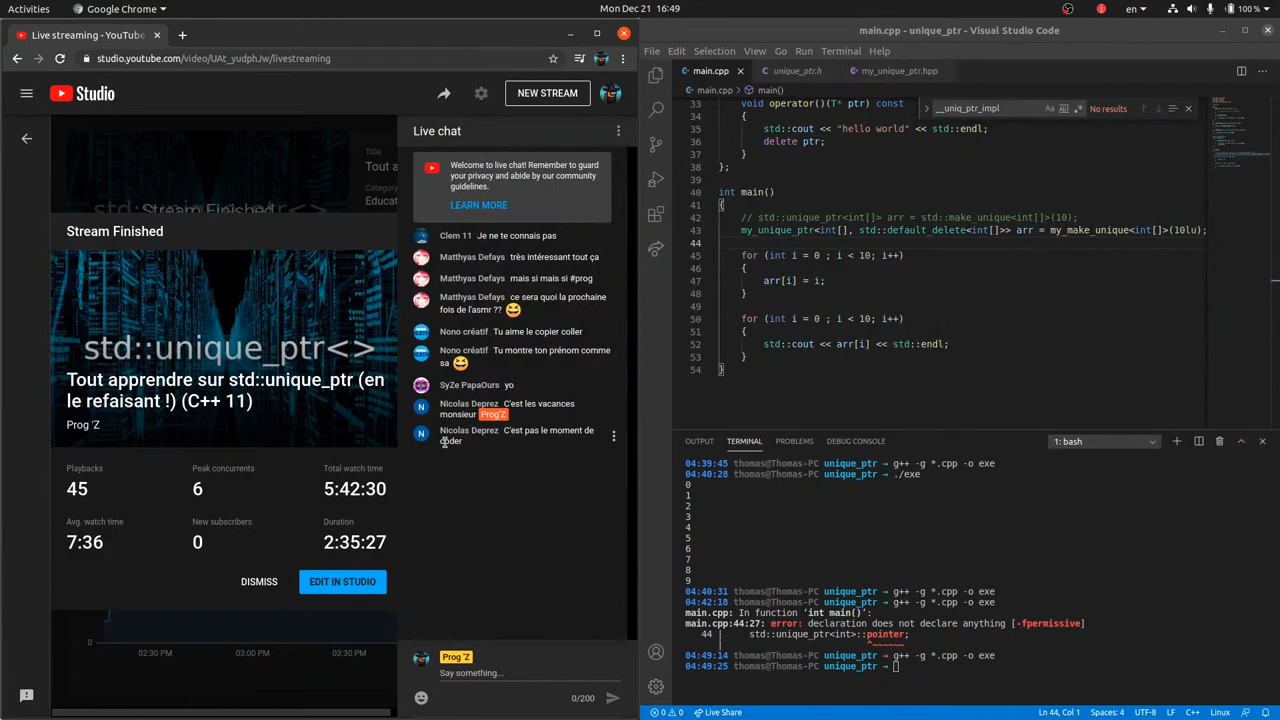 Activities
Google Chrome
Mon Dec 21 16:49
en
100 %
Live streaming - YouTube
studio.youtube.com/video/UAt_yudphJw/livestreaming
Studio
NEW STREAM
Title
Tout a
Category
Educat
Stream Finished
Stream Finished
std::unique_ptr<>
Tout apprendre sur std::unique_ptr (en
le refaisant !) (C++ 11)
Prog 'Z
Playbacks
Peak concurrents
Total watch time
45
6
5:42:30
Avg. watch time
New subscribers
Duration
7:36
0
2:35:27
DISMISS
EDIT IN STUDIO
0
02:30 PM
03:00 PM
03:30 PM
Live chat
Welcome to live chat! Remember to guard
your privacy and abide by our community
guidelines.
LEARN MORE
Clem 11 Je ne te connais pas
Matthyas Defays très intéressant tout ça
Matthyas Defays mais si mais si #prog
Matthyas Defays ce sera quoi la prochaine
fois de l'asmr ??
Nono créatif Tu aime le copier coller
Nono créatif Tu montre ton prénom comme
sa
SyZe PapaOurs yo
Nicolas Deprez C'est les vacances
monsieur Prog'Z
Nicolas Deprez C'est pas le moment de
coder
Prog 'Z
Say something...
0/200
main.cpp - unique_ptr - Visual Studio Code
File Edit Selection View Go Run Terminal Help
main.cpp
unique_ptr.h
my_unique_ptr.hpp
main.cpp > main()
__uniq_ptr_impl
No results
33 void operator()(T* ptr) const
34 {
35 std::cout << "hello world" << std::endl;
36 delete ptr;
37 }
38 };
39
40 int main()
41 {
42 // std::unique_ptr<int[]> arr = std::make_unique<int[]>(10);
43 my_unique_ptr<int[], std::default_delete<int[]>> arr = my_make_unique<int[]>(10lu);
44
45 for (int i = 0 ; i < 10; i++)
46 {
47 arr[i] = i;
48 }
49
50 for (int i = 0 ; i < 10; i++)
51 {
52 std::cout << arr[i] << std::endl;
53 }
54 }
OUTPUT TERMINAL PROBLEMS DEBUG CONSOLE
1: bash
04:39:45 thomas@Thomas-PC unique_ptr → g++ -g *.cpp -o exe
04:40:28 thomas@Thomas-PC unique_ptr → ./exe
0
1
2
3
4
5
6
7
8
9
04:40:31 thomas@Thomas-PC unique_ptr → g++ -g *.cpp -o exe
04:42:18 thomas@Thomas-PC unique_ptr → g++ -g *.cpp -o exe
main.cpp: In function ‘int main()’:
main.cpp:44:27: error: declaration does not declare anything [-fpermissive]
44 | std::unique_ptr<int>::pointer;
| ^~~~~~~
04:49:14 thomas@Thomas-PC unique_ptr → g++ -g *.cpp -o exe
04:49:25 thomas@Thomas-PC unique_ptr →
0 0
Live Share
Ln 44, Col 1
Spaces: 4
UTF-8
LF
C++
Linux